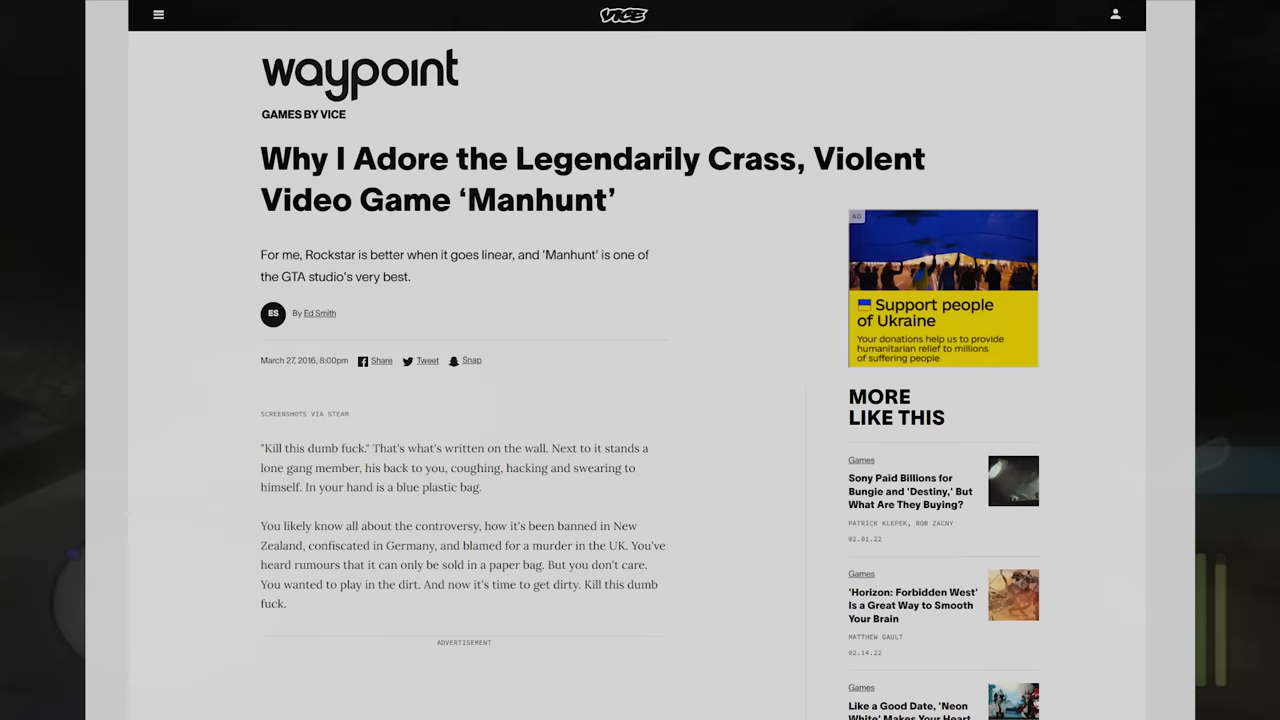 VICE
waypoint
GAMES BY VICE
Why I Adore the Legendarily Crass, Violent
Video Game ‘Manhunt’
For me, Rockstar is better when it goes linear, and 'Manhunt' is one of
the GTA studio's very best.
ES
By Ed Smith
March 27, 2016, 8:00pm
Share
Tweet
Snap
SCREENSHOTS VIA STEAM
"Kill this dumb fuck." That's what's written on the wall. Next to it stands a
lone gang member, his back to you, coughing, hacking and swearing to
himself. In your hand is a blue plastic bag.
You likely know all about the controversy, how it's been banned in New
Zealand, confiscated in Germany, and blamed for a murder in the UK. You've
heard rumours that it can only be sold in a paper bag. But you don't care.
You wanted to play in the dirt. And now it's time to get dirty. Kill this dumb
fuck.
ADVERTISEMENT
AD
Support people
of Ukraine
Your donations help us to provide
humanitarian relief to millions
of suffering people
MORE
LIKE THIS
Games
Sony Paid Billions for
Bungie and 'Destiny,' But
What Are They Buying?
PATRICK KLEPEK, ROB ZACNY
02.01.22
Games
'Horizon: Forbidden West'
Is a Great Way to Smooth
Your Brain
MATTHEW GAULT
02.14.22
Games
Like a Good Date, 'Neon
White' Makes Your Heart